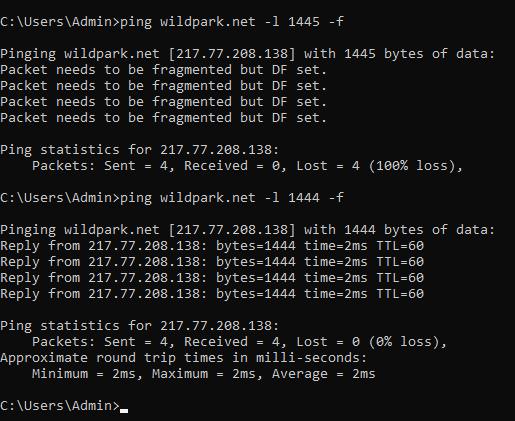 C:\Users\Admin>ping wildpark.net -l 1445 -f
Pinging wildpark.net [217.77.208.138] with 1445 bytes of data:
Packet needs to be fragmented but DF set.
Packet needs to be fragmented but DF set.
Packet needs to be fragmented but DF set.
Packet needs to be fragmented but DF set.
Ping statistics for 217.77.208.138:
    Packets: Sent = 4, Received = 0, Lost = 4 (100% loss),
C:\Users\Admin>ping wildpark.net -l 1444 -f
Pinging wildpark.net [217.77.208.138] with 1444 bytes of data:
Reply from 217.77.208.138: bytes=1444 time=2ms TTL=60
Reply from 217.77.208.138: bytes=1444 time=2ms TTL=60
Reply from 217.77.208.138: bytes=1444 time=2ms TTL=60
Reply from 217.77.208.138: bytes=1444 time=2ms TTL=60
Ping statistics for 217.77.208.138:
    Packets: Sent = 4, Received = 4, Lost = 0 (0% loss),
Approximate round trip times in milli-seconds:
    Minimum = 2ms, Maximum = 2ms, Average = 2ms
C:\Users\Admin>